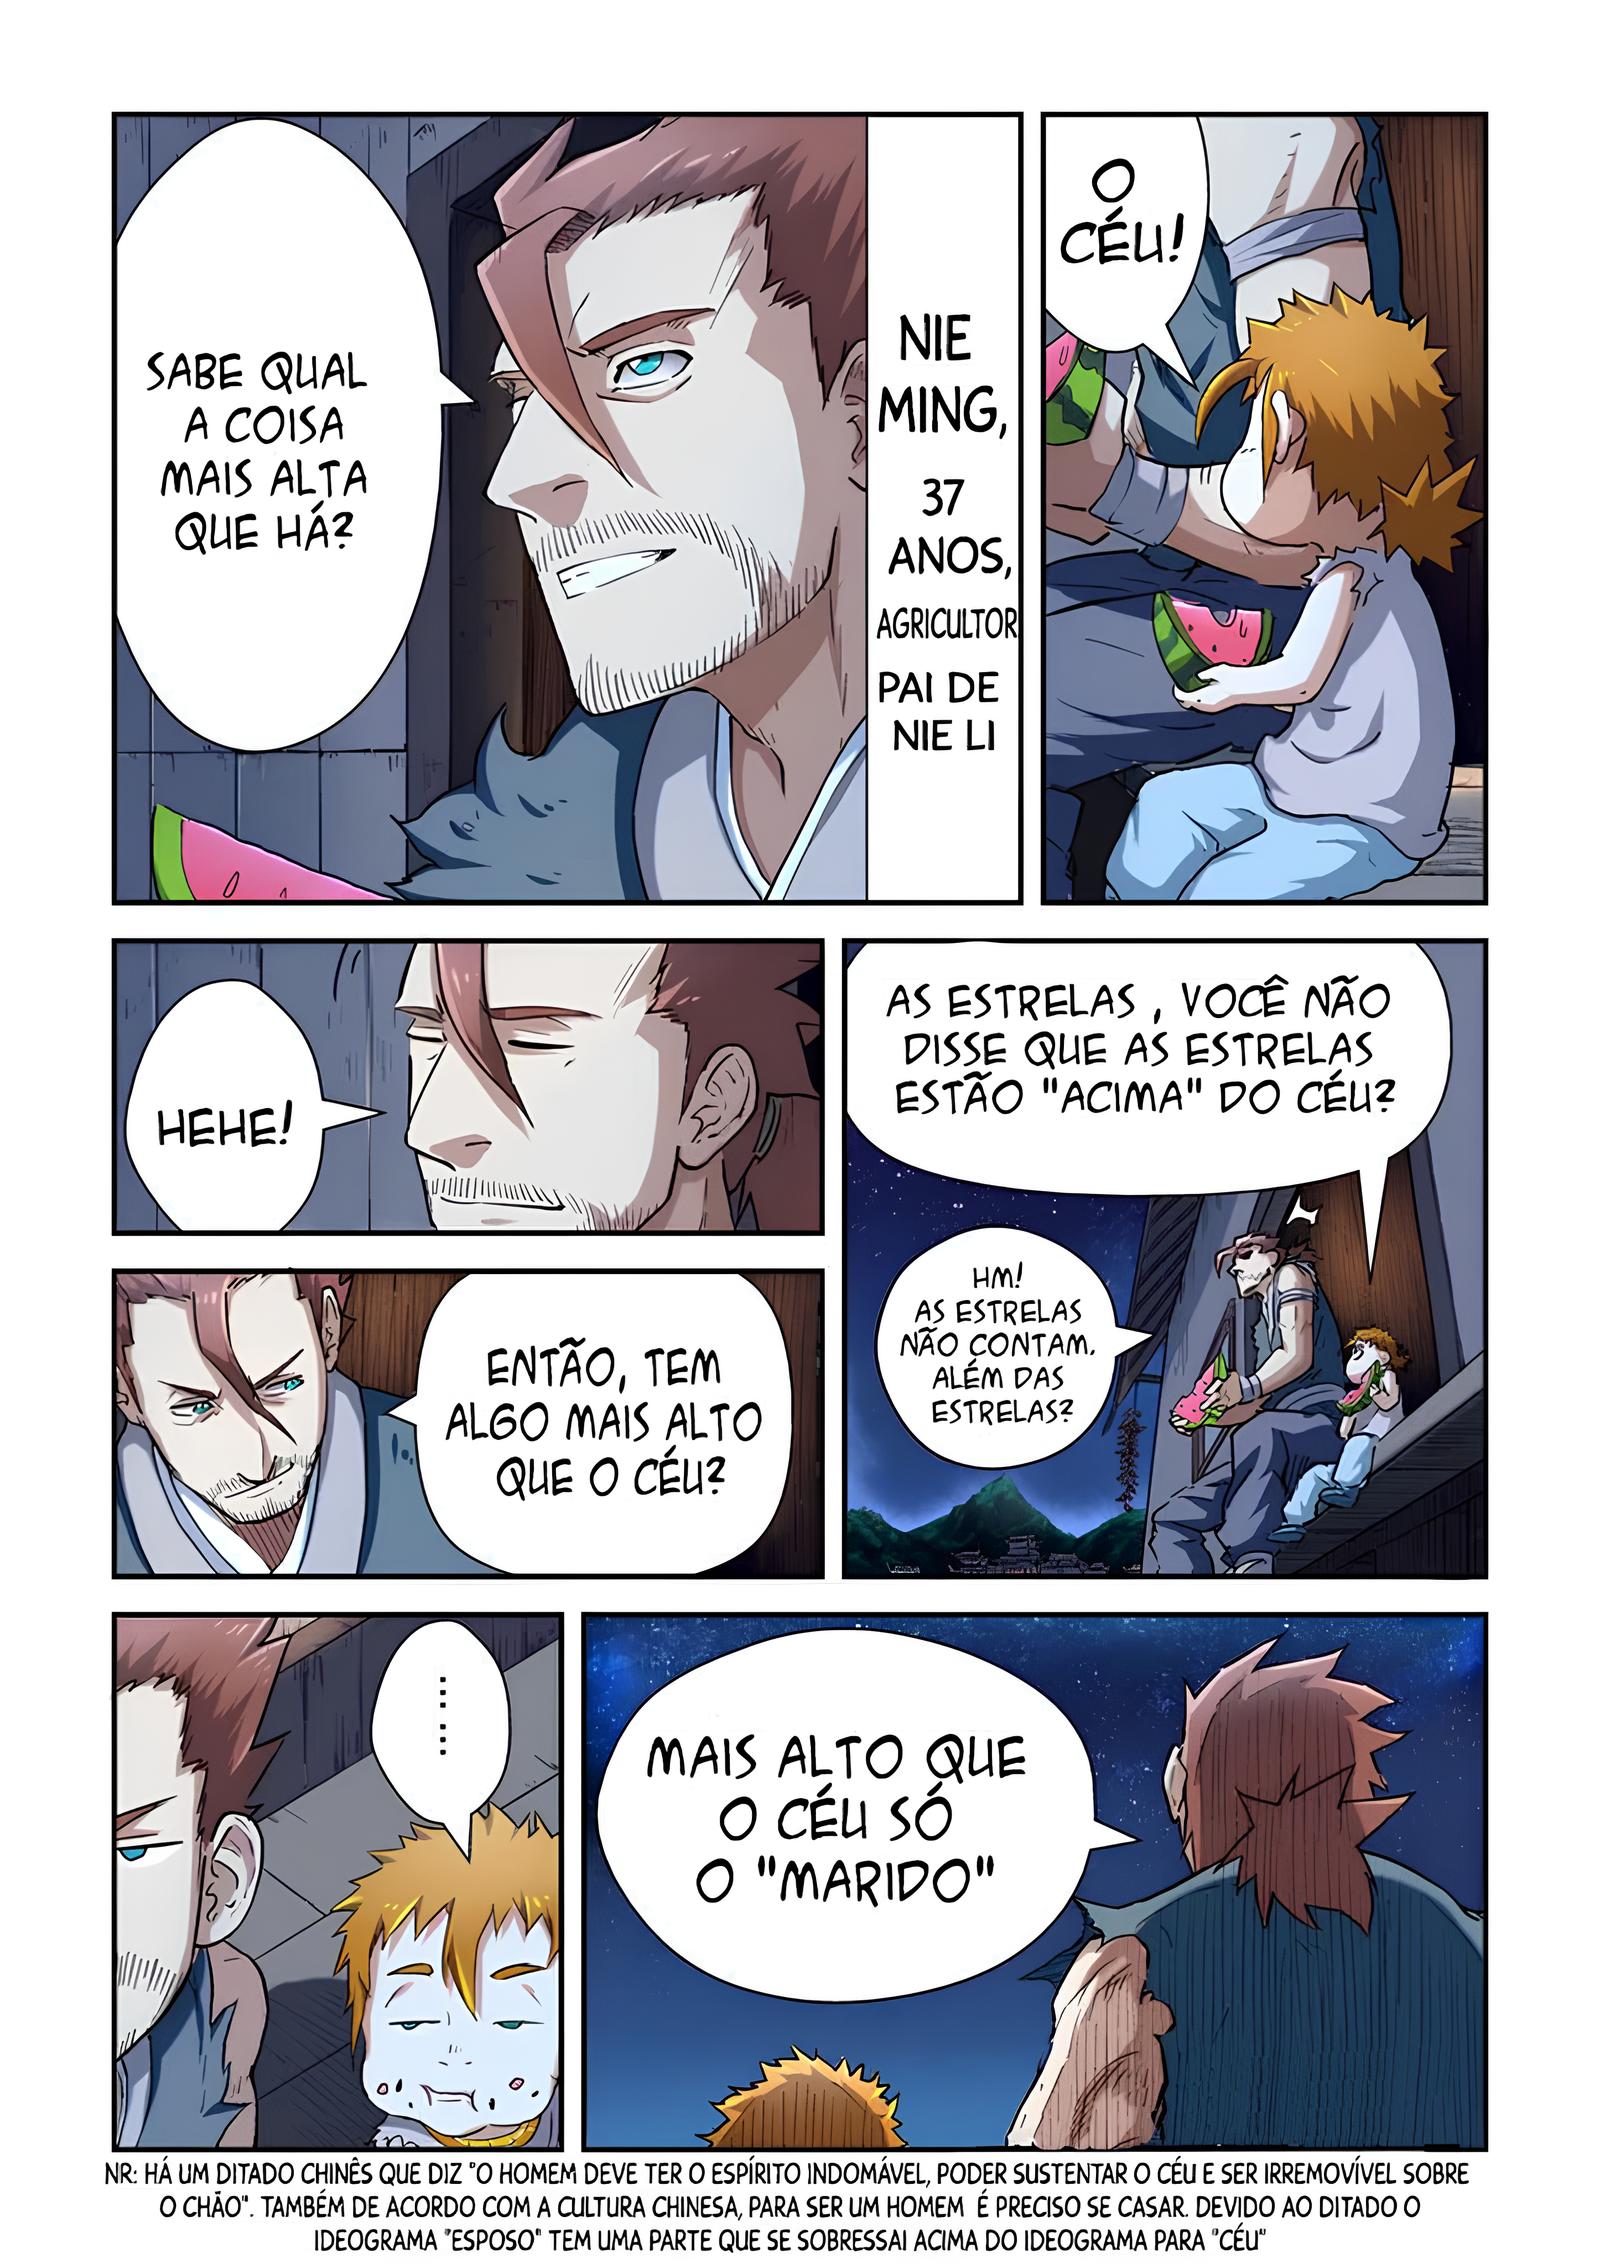 SABE QUAL
A COISA
MAIS ALTA
QUE HÁ?
NIE
MING,
37
ANOS,
AGRICULTOR
PAI DE
NIE LI
O
CÉU!
HEHE!
ENTÃO, TEM
ALGO MAIS ALTO
QUE O CÉU?
AS ESTRELAS , VOCÊ NÃO
DISSE QUE AS ESTRELAS
ESTÃO "ACIMA" DO CÉU?
HM!
AS ESTRELAS
NÃO CONTAM.
ALÉM DAS
ESTRELAS?
......
MAIS ALTO QUE
O CÉU SÓ
O "MARIDO"
NR: HÁ UM DITADO CHINÊS QUE DIZ "O HOMEM DEVE TER O ESPÍRITO INDOMÁVEL, PODER SUSTENTAR O CÉU E SER IRREMOVÍVEL SOBRE
O CHÃO". TAMBÉM DE ACORDO COM A CULTURA CHINESA, PARA SER UM HOMEM É PRECISO SE CASAR. DEVIDO AO DITADO O
IDEOGRAMA "ESPOSO" TEM UMA PARTE QUE SE SOBRESSAI ACIMA DO IDEOGRAMA PARA "CÉU"